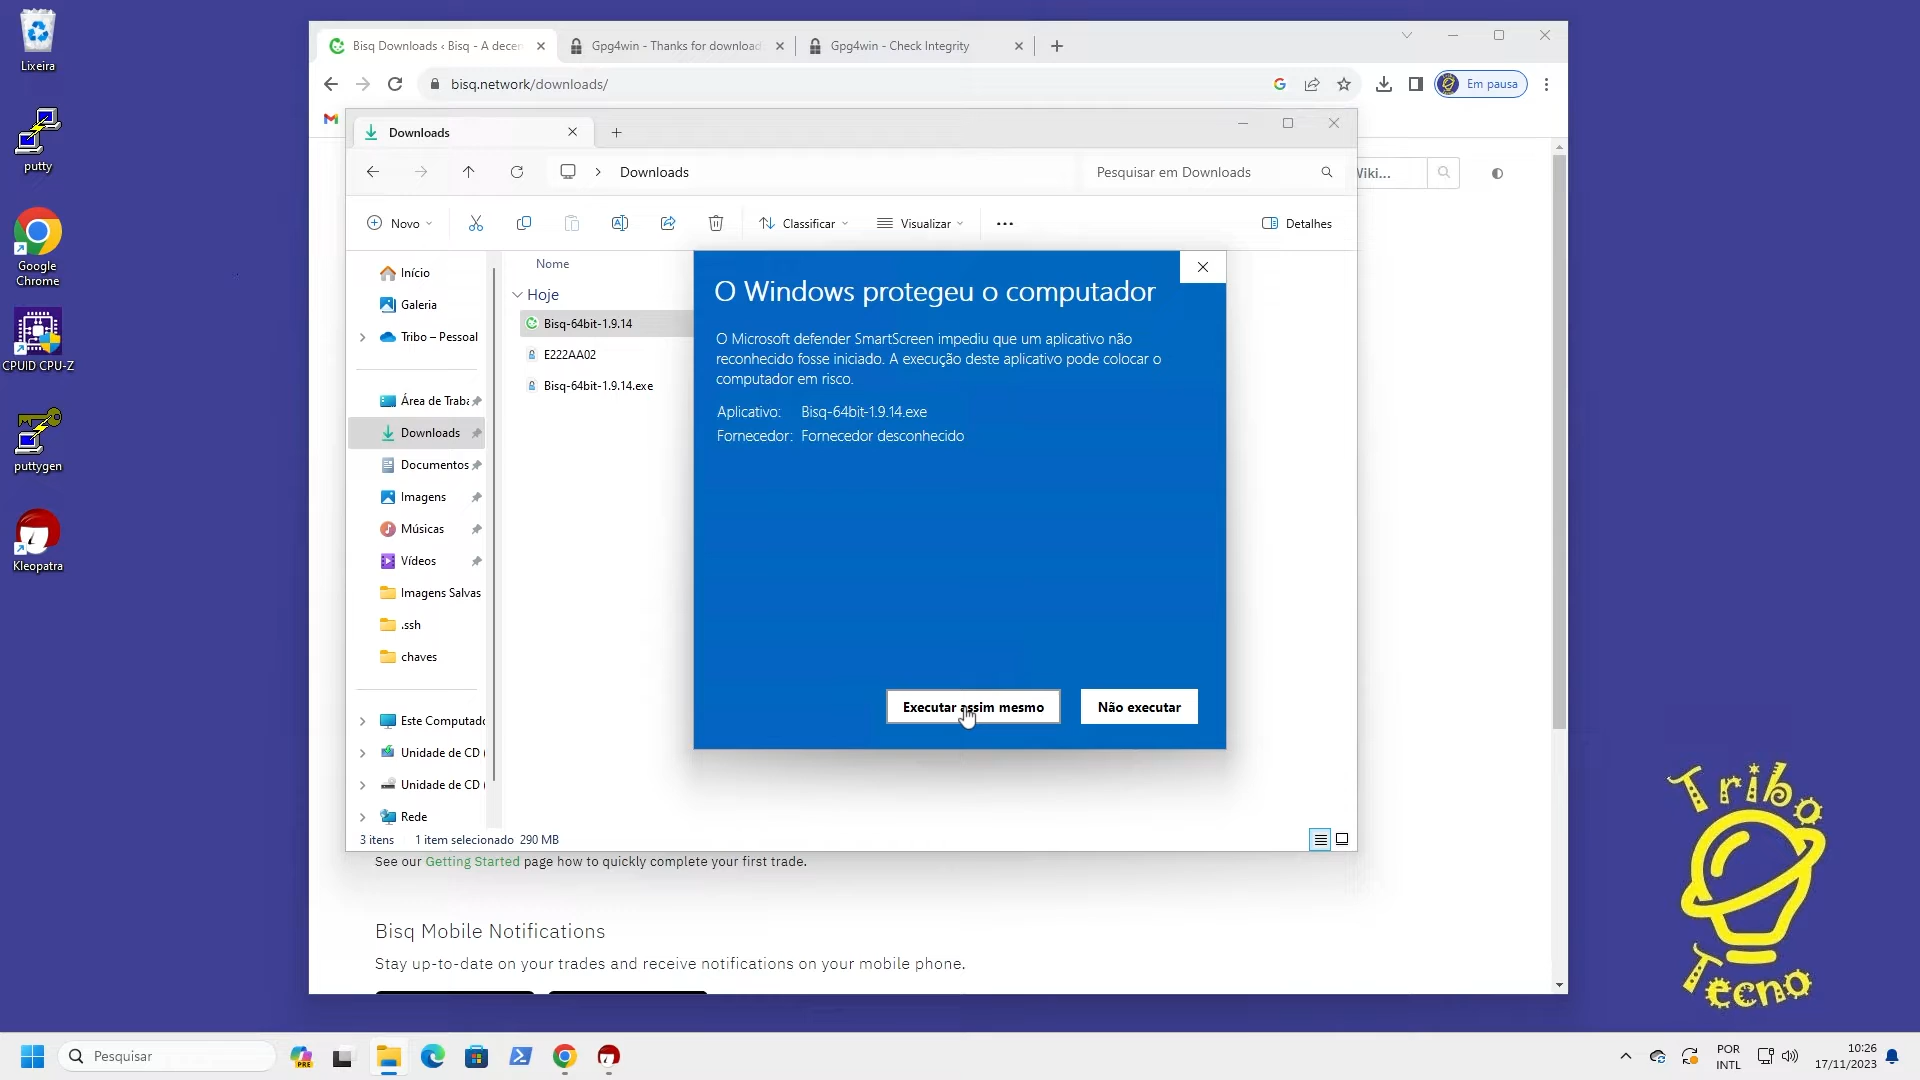 Lixeira
putty
Google
Chrome
CPUID CPU-Z
puttygen
Kleopatra
Bisq Downloads ‹ Bisq - A decen
Gpg4win - Thanks for download
Gpg4win - Check Integrity
bisq.network/downloads/
Em pausa
Downloads
Downloads
Pesquisar em Downloads
Wiki...
Novo
Classificar
Visualizar
Detalhes
Início
Galeria
Tribo – Pessoal
Área de Traba
Downloads
Documentos
Imagens
Músicas
Vídeos
Imagens Salvas
.ssh
chaves
Este Computado
Unidade de CD (
Unidade de CD (
Rede
Nome
Hoje
Bisq-64bit-1.9.14
E222AA02
Bisq-64bit-1.9.14.exe
O Windows protegeu o computador
O Microsoft defender SmartScreen impediu que um aplicativo não
reconhecido fosse iniciado. A execução deste aplicativo pode colocar o
computador em risco.
Aplicativo: Bisq-64bit-1.9.14.exe
Fornecedor: Fornecedor desconhecido
Executar assim mesmo
Não executar
3 itens 1 item selecionado 290 MB
See our Getting Started page how to quickly complete your first trade.
Bisq Mobile Notifications
Stay up-to-date on your trades and receive notifications on your mobile phone.
Tribo
Tecno
Pesquisar
PRE
POR
INTL
10:26
17/11/2023